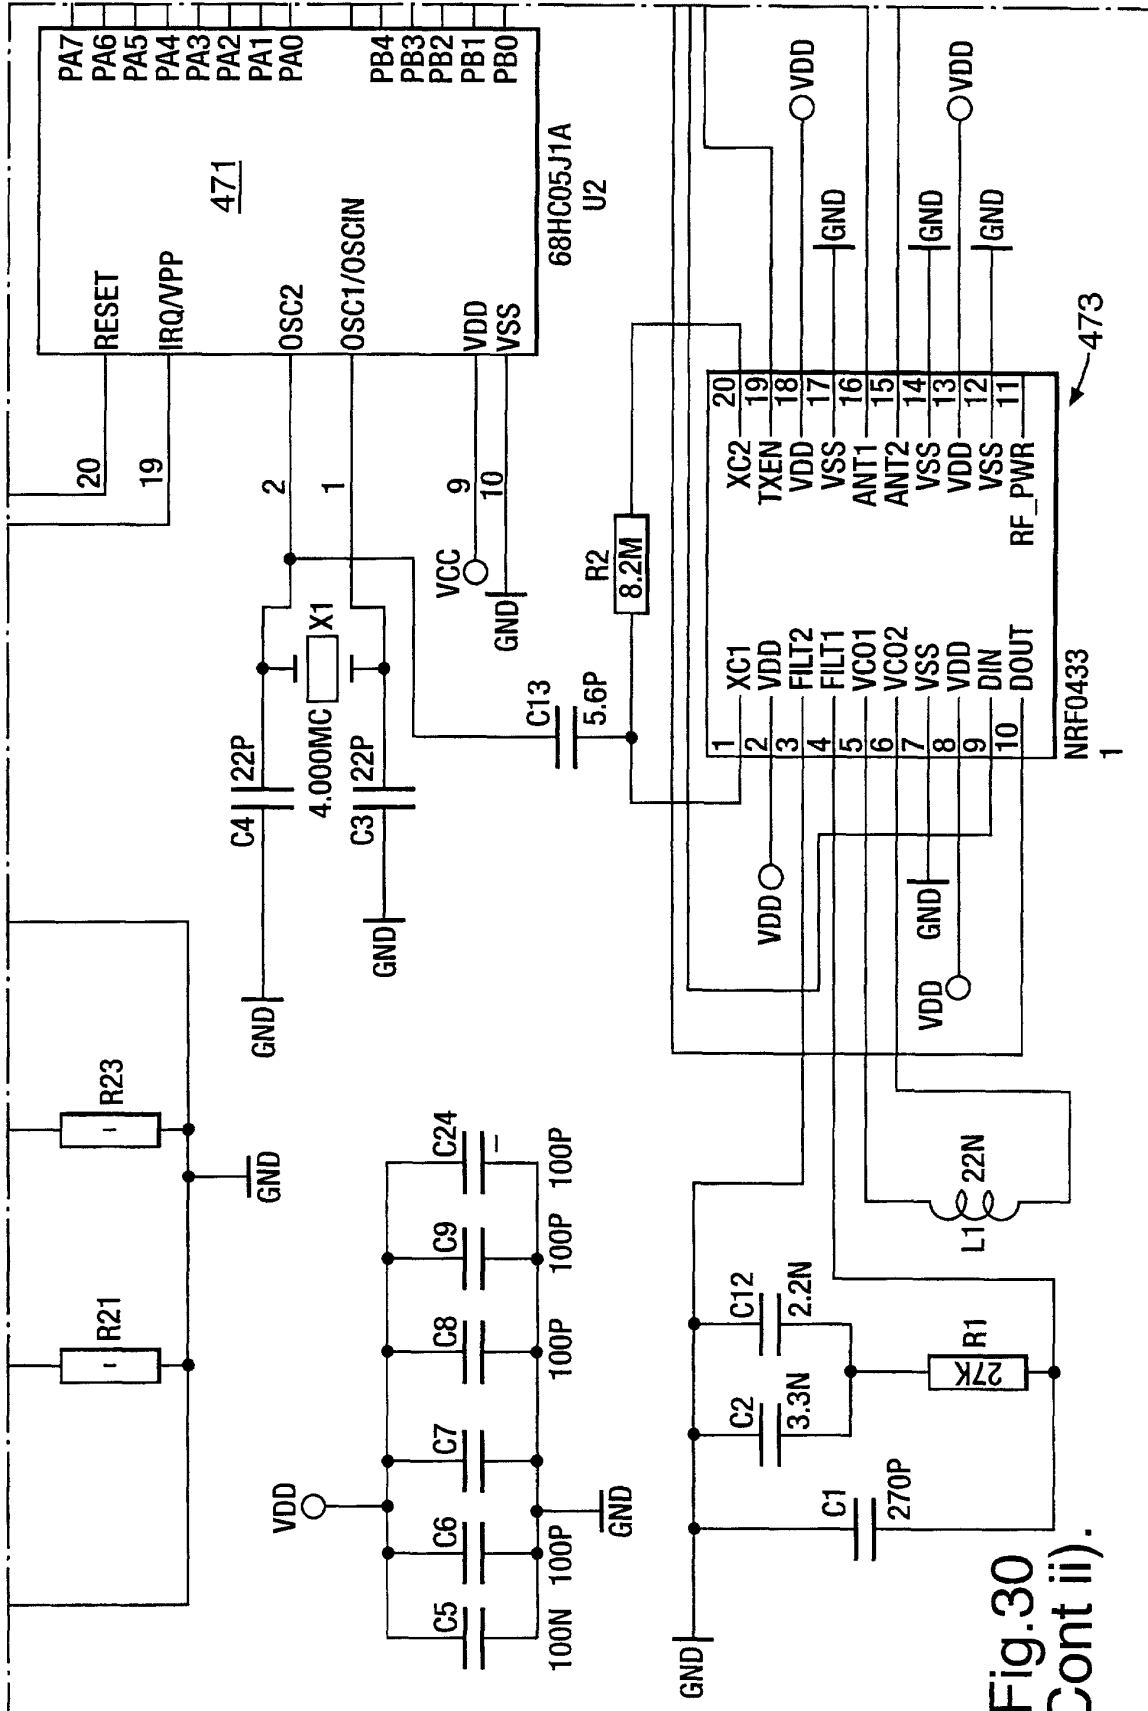 PA7
PA6
PA5
PA4
PA3
PA2
PA1
PA0
PB4
PB3
PB2
PB1
PB0
471
RESET
IRQ/VPP
OSC2
OSC1/OSCIN
VDD
VSS
68HC05J1A
U2
20
19
2
1
9
10
VCC
GND
X1
4.000MC
C4
22P
C3
22P
GND
GND
C13
5.6P
R2
8.2M
R23
R21
GND
VDD
C5
100N
C6
100P
C7
C8
100P
C9
100P
C24
100P
GND
20
19
18
17
16
15
14
13
12
11
XC2
TXEN
VDD
VSS
ANT1
ANT2
VSS
VDD
VSS
RF_PWR
VDD
GND
GND
VDD
GND
473
XC1
VDD
FILT2
FILT1
VCO1
VCO2
VSS
VDD
DIN
DOUT
1
2
3
4
5
6
7
8
9
10
NRF0433
1
VDD
GND
VDD
L1
22N
C12
2.2N
C2
3.3N
R1
27K
C1
270P
GND
Fig.30
Cont ii).